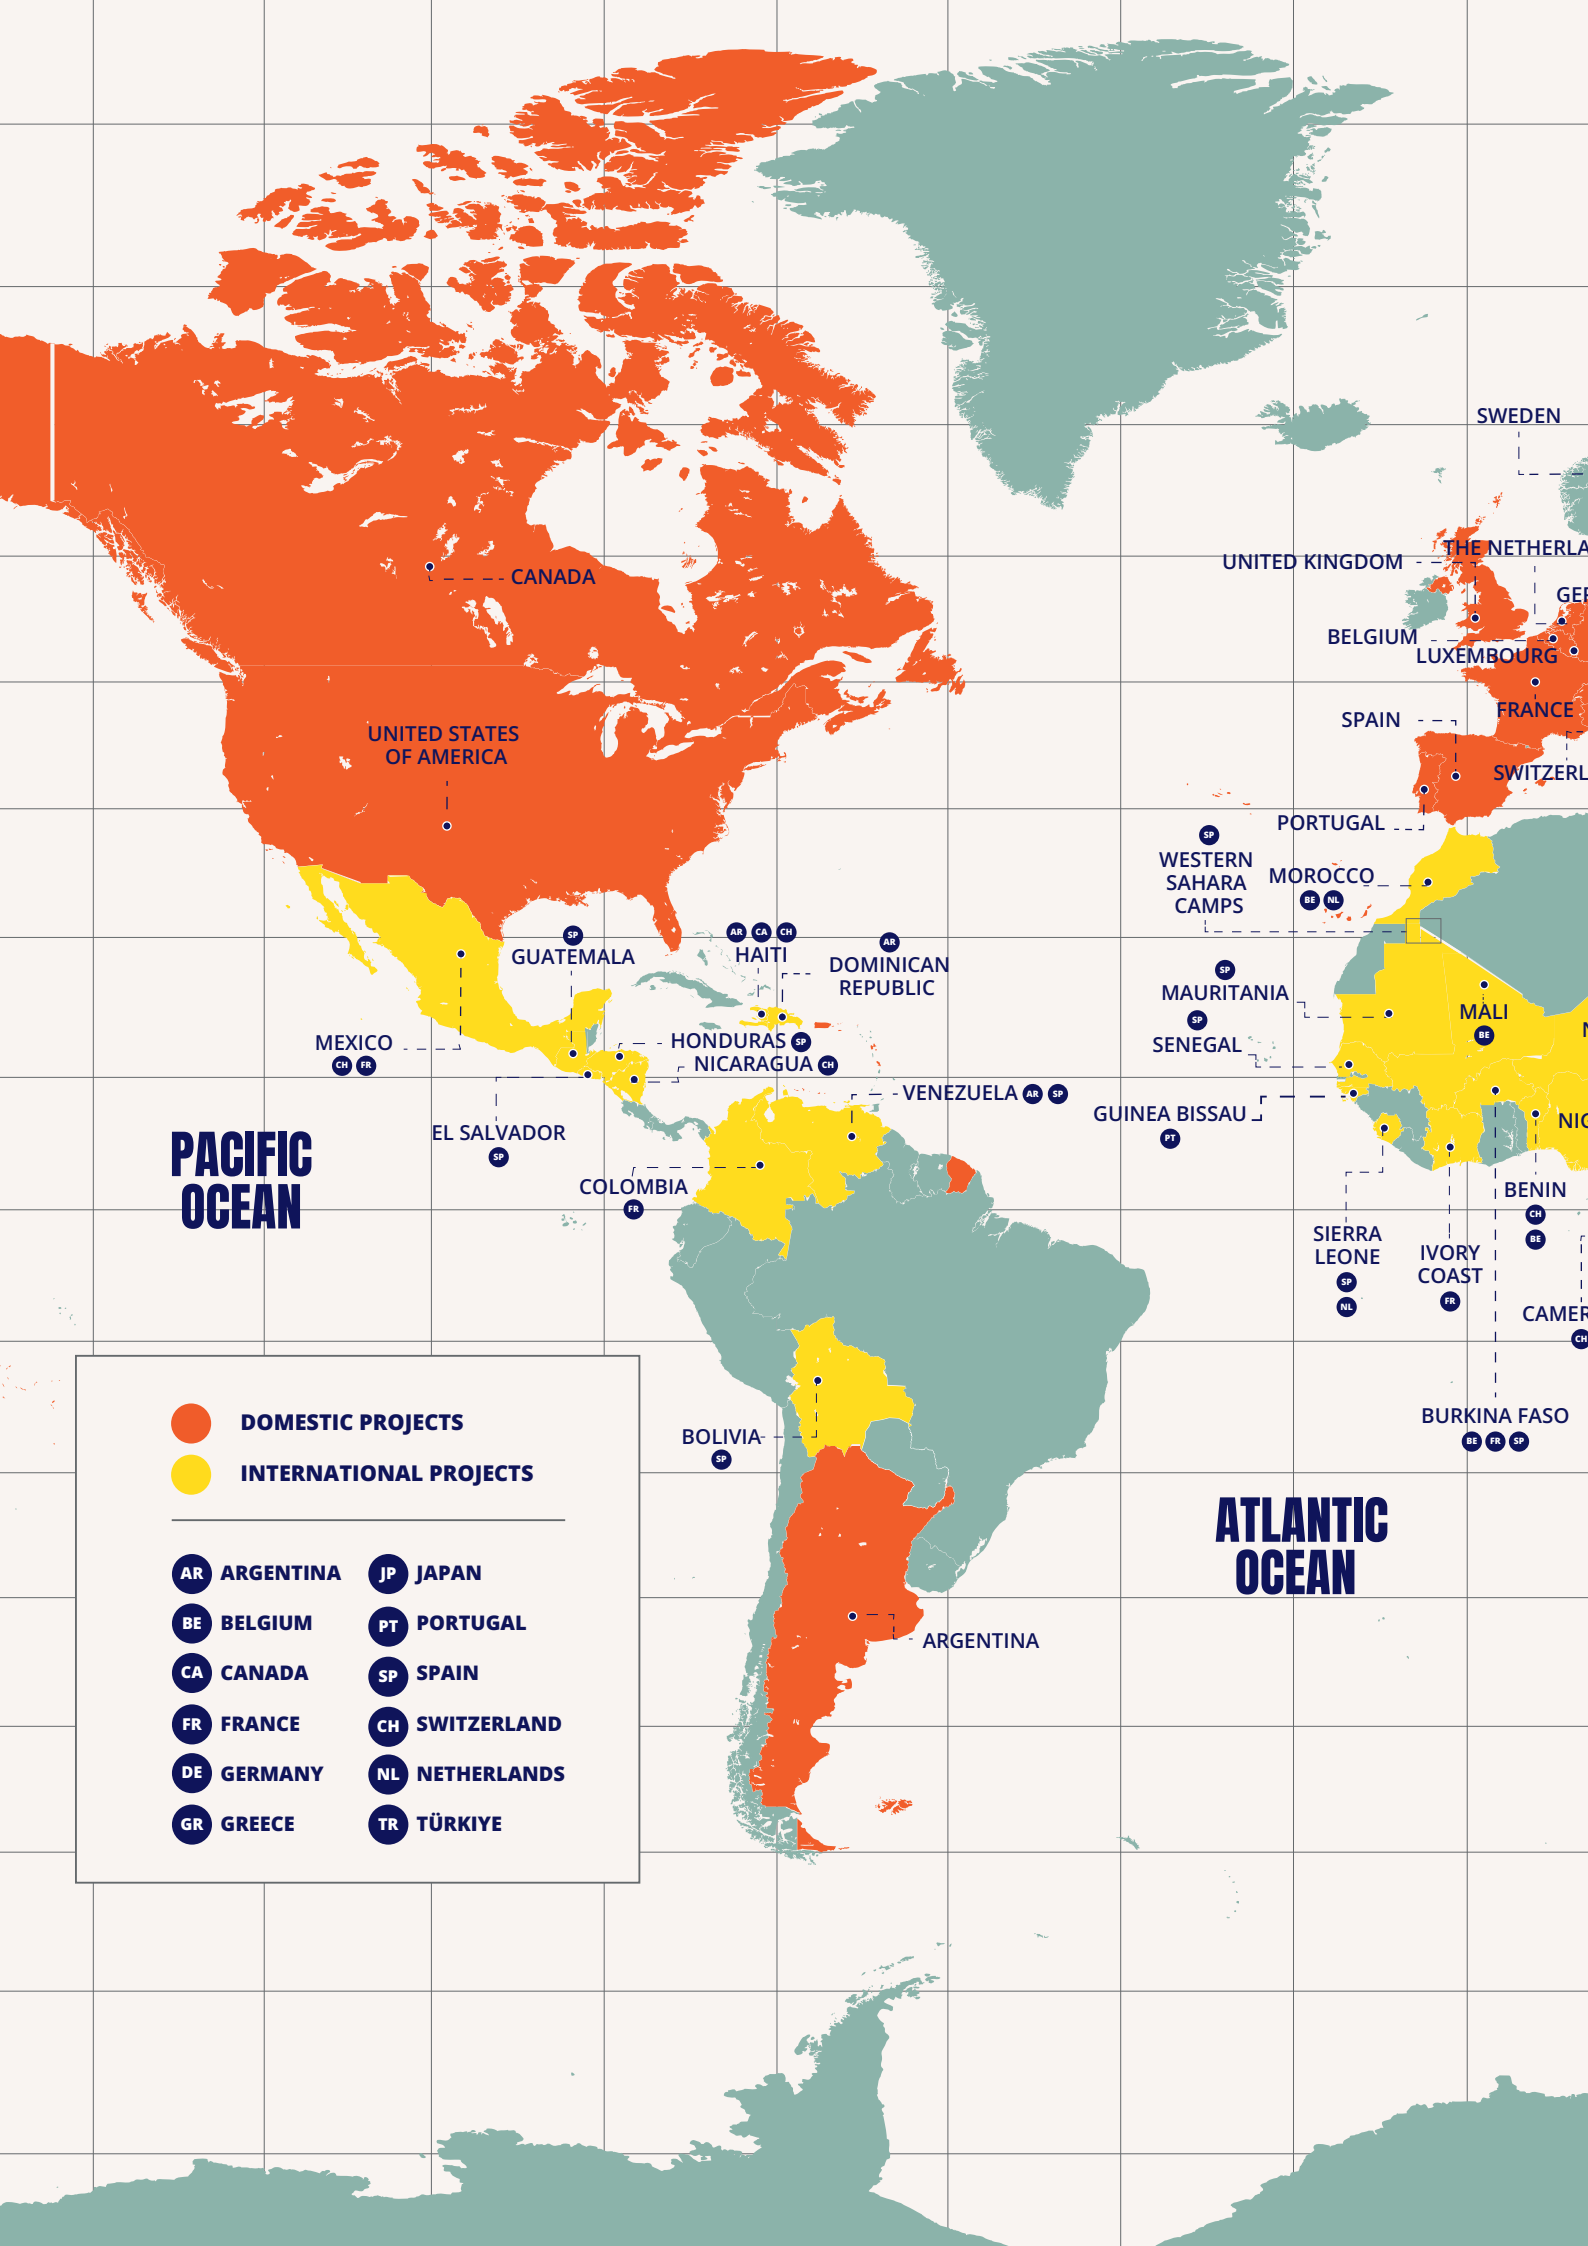 SWEDEN
UNITED KINGDOM
THE NETHERLA
GER
CANADA
BELGIUM
LUXEMBOURG
FRANCE
SPAIN
UNITED STATES
OF AMERICA
SWITZERL
PORTUGAL
SP
WESTERN
SAHARA
CAMPS
MOROCCO
BE NL
SP
GUATEMALA
AR CA CH
HAITI
AR
DOMINICAN
REPUBLIC
SP
MAURITANIA
MALI
BE
N
SP
SENEGAL
MEXICO
CH FR
HONDURAS SP
NICARAGUA CH
VENEZUELA AR SP
GUINEA BISSAU
PT
NIG
EL SALVADOR
SP
PACIFIC
OCEAN
COLOMBIA
FR
BENIN
CH
BE
SIERRA
LEONE
SP
NL
IVORY
COAST
FR
CAMER
CH
BURKINA FASO
BE FR SP
BOLIVIA
SP
ATLANTIC
OCEAN
ARGENTINA
DOMESTIC PROJECTS
INTERNATIONAL PROJECTS
AR ARGENTINA
BE BELGIUM
CA CANADA
FR FRANCE
DE GERMANY
GR GREECE
JP JAPAN
PT PORTUGAL
SP SPAIN
CH SWITZERLAND
NL NETHERLANDS
TR TÜRKIYE